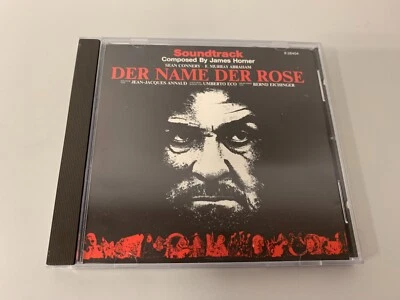 Soundtrack
Composed By James Horner
SEAN CONNERY F. MURRAY ABRAHAM
DER NAME DER ROSE
JEAN-JACQUES ANNAUD UMBERTO ECO BERND EICHINGER